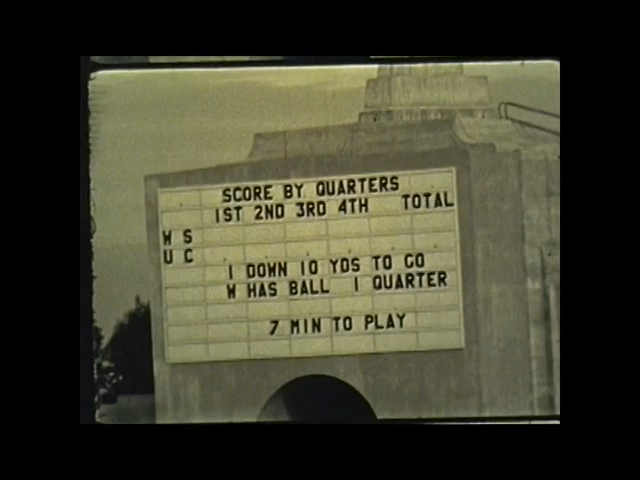 SCORE BY QUARTERS
1ST 2ND 3RD 4TH TOTAL
W S
U C
1 DOWN 10 YDS TO GO
W HAS BALL 1 QUARTER
7 MIN TO PLAY